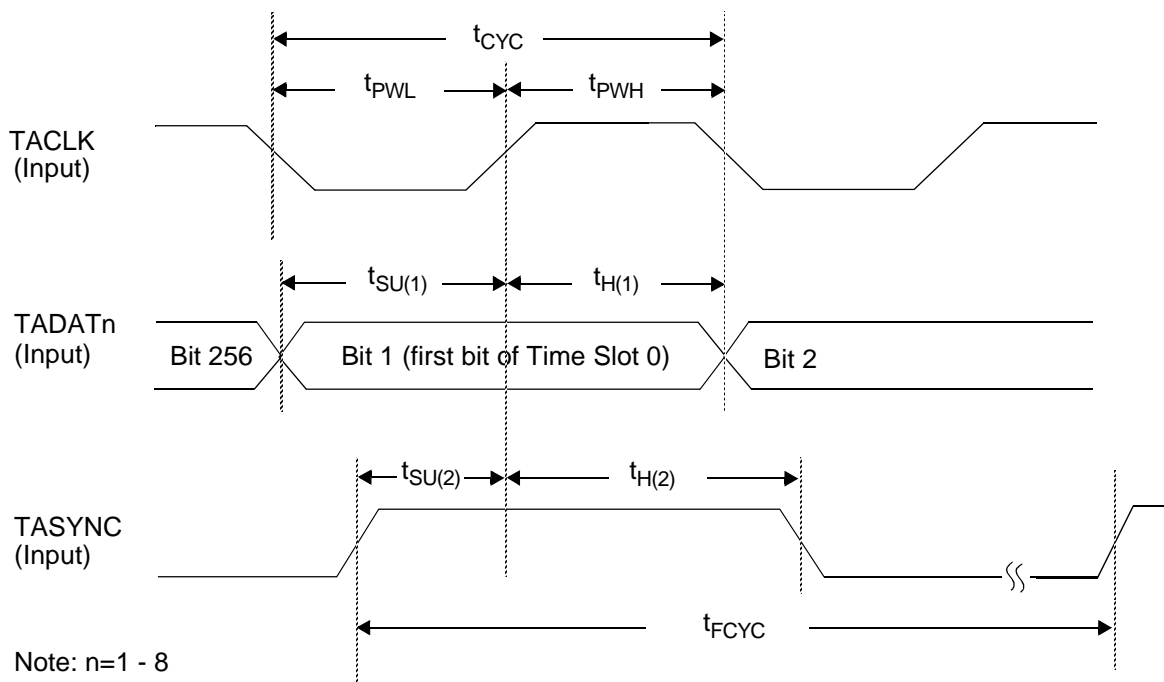 tCYC
tPWL tPWH
TACLK
(Input)
tSU(1) tH(1)
TADATn
(Input)
Bit 256 Bit 1 (first bit of Time Slot 0) Bit 2
tSU(2) tH(2)
TASYNC
(Input)
tFCYC
Note: n=1 - 8